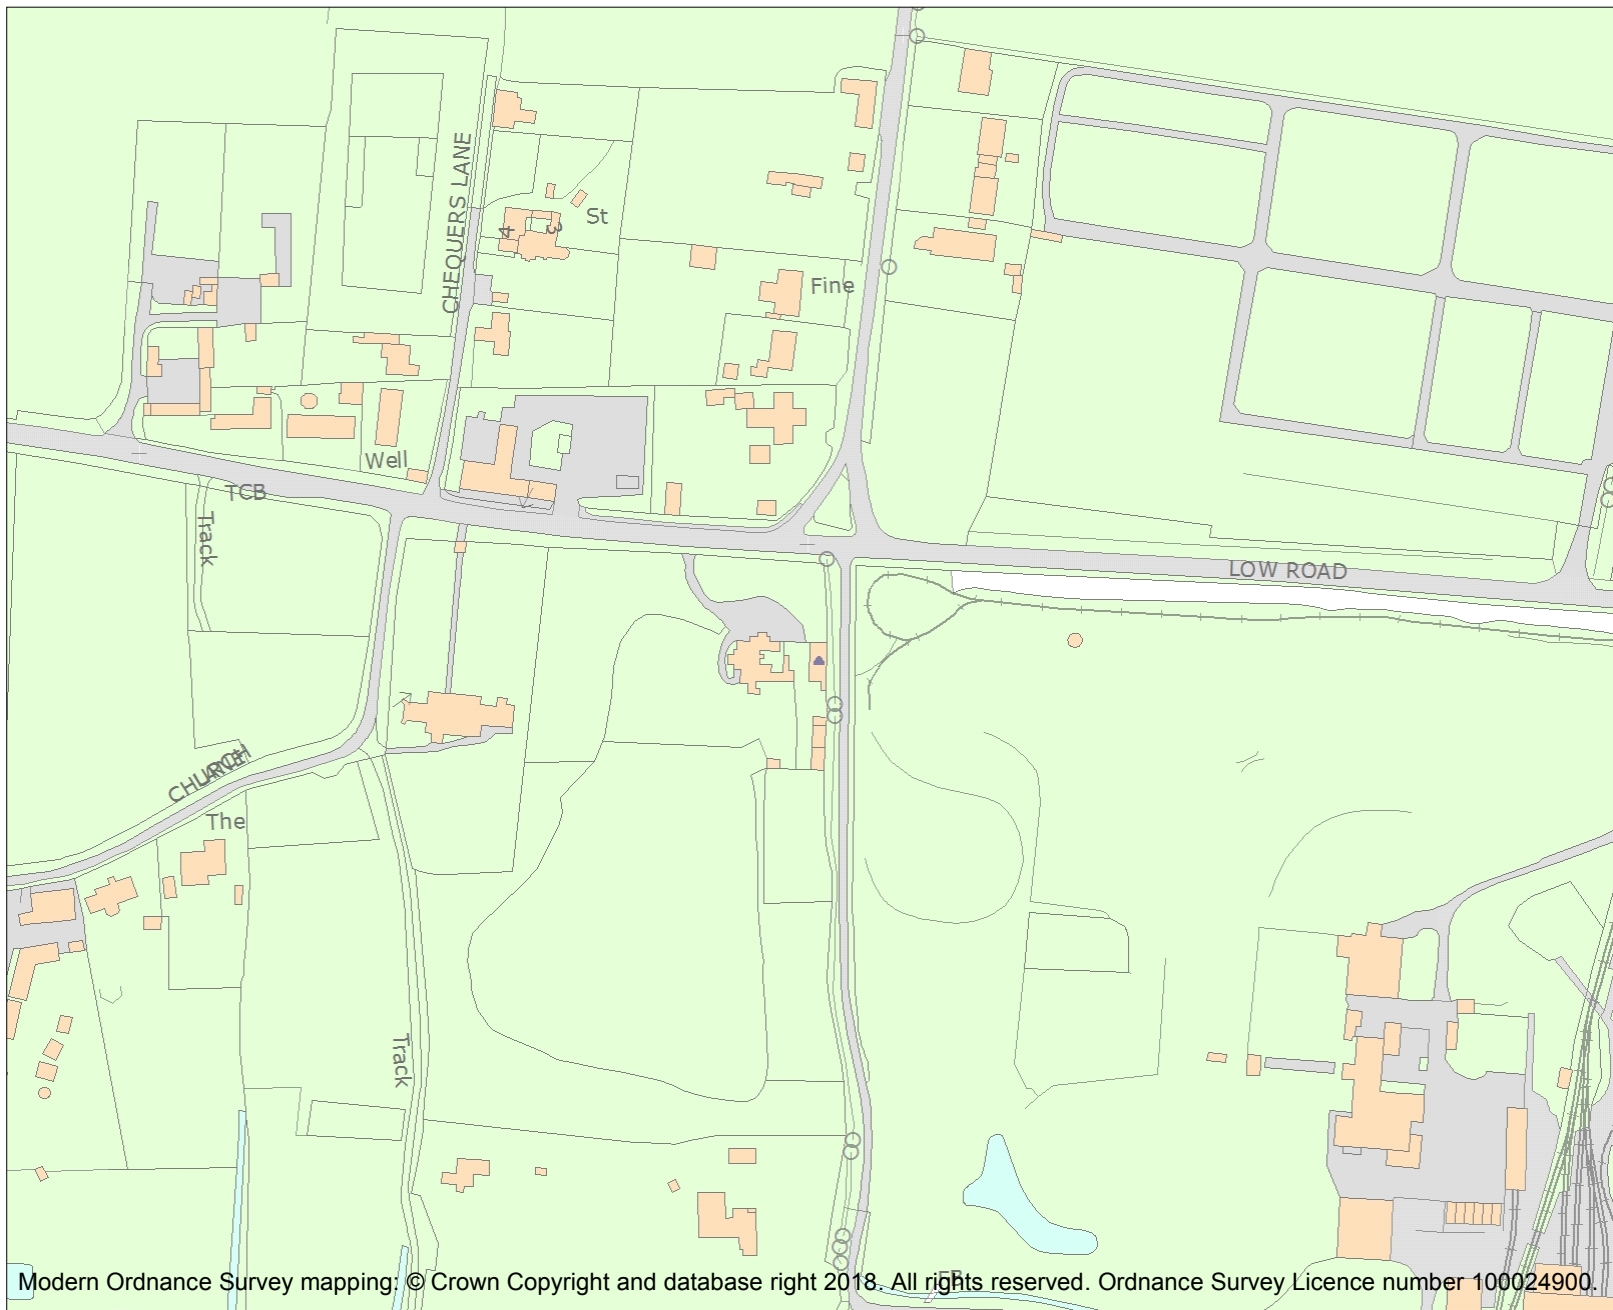 CHEQUERS LANE
St
4
3
Fine
Well
TCB
Track
LOW ROAD
CHURCH
LANE
The
Track
FB
Modern Ordnance Survey mapping: © Crown Copyright and database right 2018. All rights reserved. Ordnance Survey Licence number 100024900.